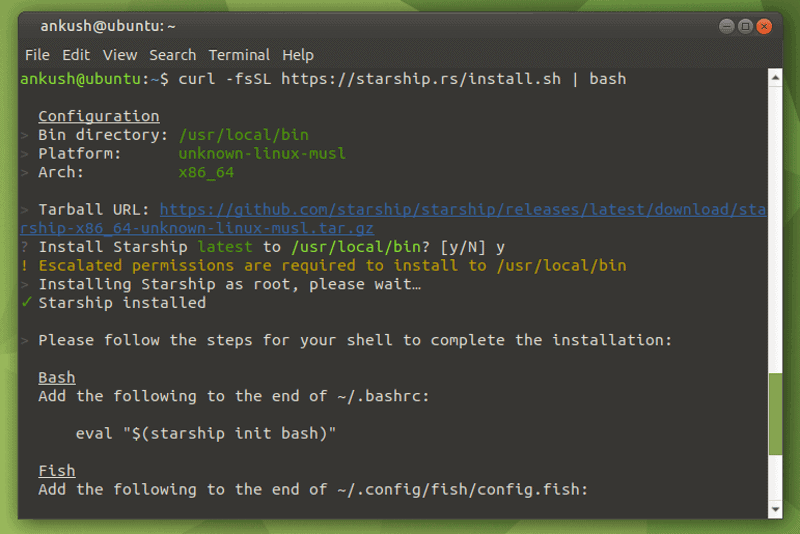 ankush@ubuntu: ~
File Edit View Search Terminal Help
ankush@ubuntu:~$ curl -fsSL https://starship.rs/install.sh | bash
Configuration
> Bin directory: /usr/local/bin
> Platform: unknown-linux-musl
> Arch: x86_64
> Tarball URL: https://github.com/starship/starship/releases/latest/download/sta
rship-x86_64-unknown-linux-musl.tar.gz
? Install Starship latest to /usr/local/bin? [y/N] y
! Escalated permissions are required to install to /usr/local/bin
> Installing Starship as root, please wait…
✓ Starship installed
> Please follow the steps for your shell to complete the installation:
Bash
Add the following to the end of ~/.bashrc:
eval "$(starship init bash)"
Fish
Add the following to the end of ~/.config/fish/config.fish: